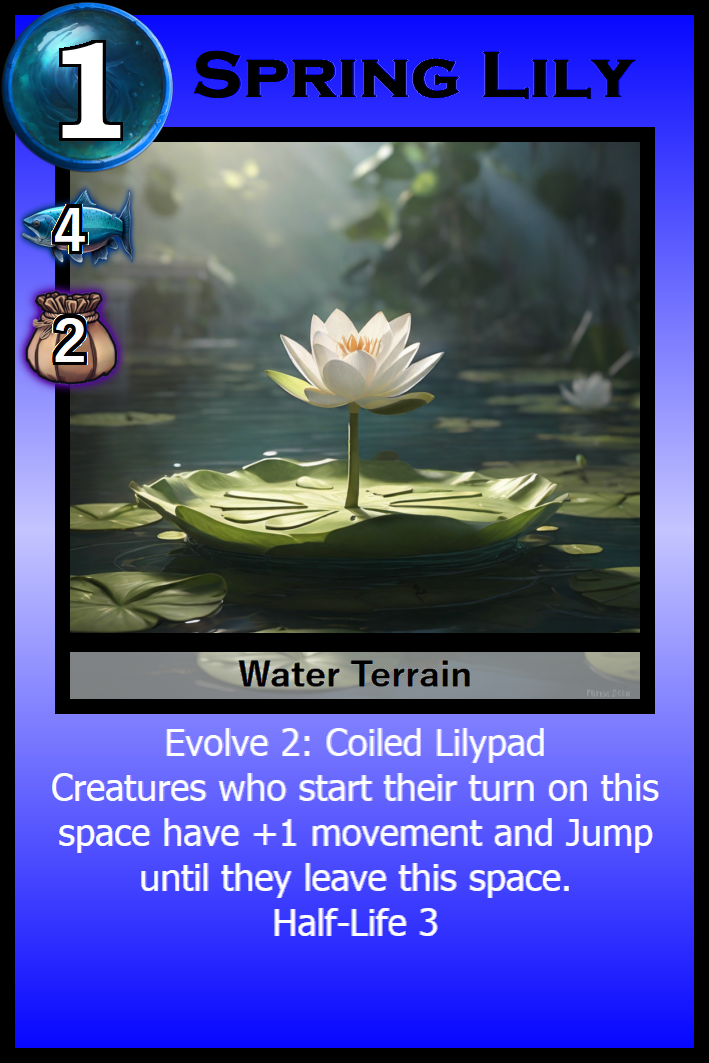 1
Spring Lily
4
2
Water Terrain
Evolve 2: Coiled Lilypad
Creatures who start their turn on this
space have +1 movement and Jump
until they leave this space.
Half-Life 3